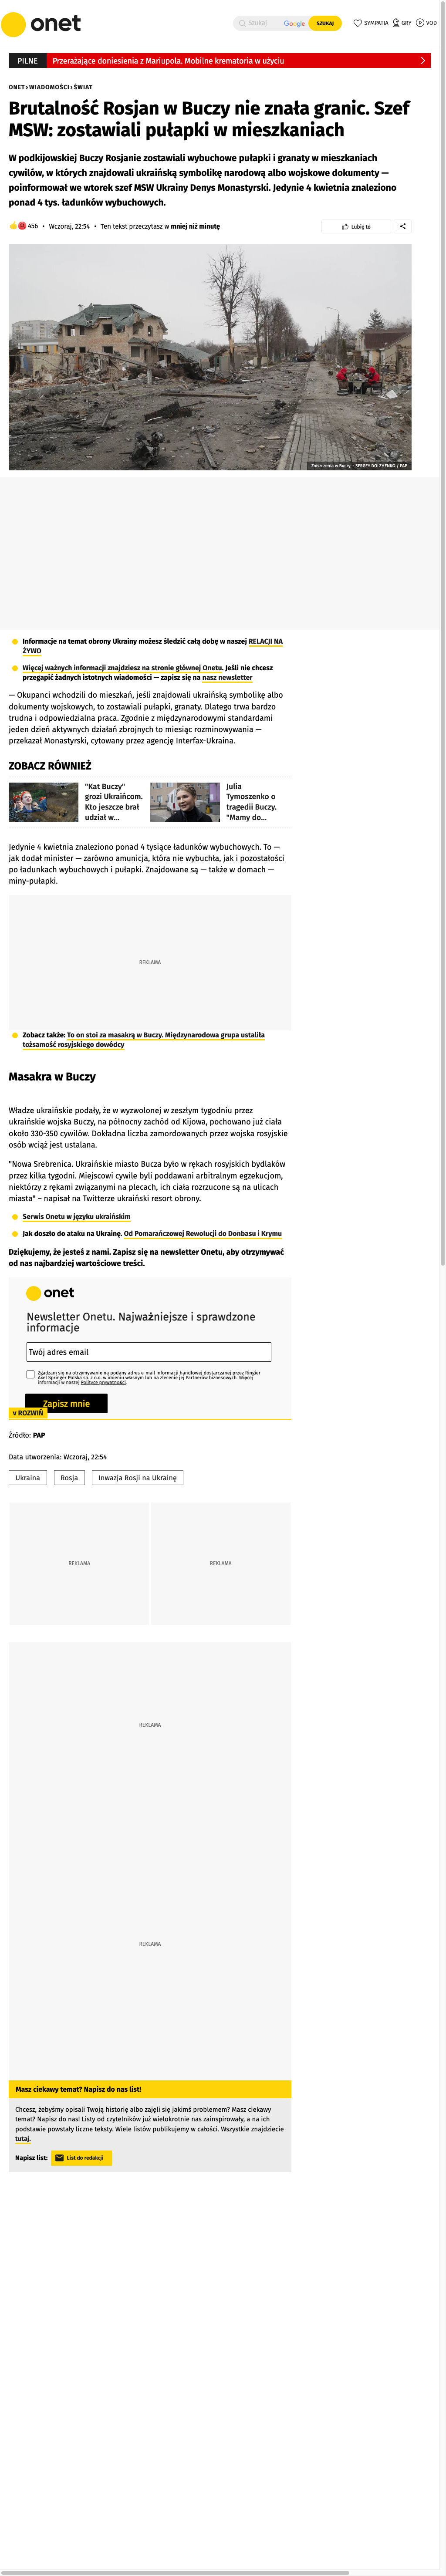 onet
Szukaj
Google
SZUKAJ
SYMPATIA
GRY
VOD
PILNE
Przerażające doniesienia z Mariupola. Mobilne krematoria w użyciu
ONET › WIADOMOŚCI › ŚWIAT
Brutalność Rosjan w Buczy nie znała granic. Szef
MSW: zostawiali pułapki w mieszkaniach
W podkijowskiej Buczy Rosjanie zostawiali wybuchowe pułapki i granaty w mieszkaniach
cywilów, w których znajdowali ukraińską symbolikę narodową albo wojskowe dokumenty —
poinformował we wtorek szef MSW Ukrainy Denys Monastyrski. Jedynie 4 kwietnia znaleziono
ponad 4 tys. ładunków wybuchowych.
456 • Wczoraj, 22:54 • Ten tekst przeczytasz w mniej niż minutę
Lubię to
Zniszczenia w Buczy. - SERGEY DOLZHENKO / PAP
Informacje na temat obrony Ukrainy możesz śledzić całą dobę w naszej RELACJI NA
ŻYWO
Więcej ważnych informacji znajdziesz na stronie głównej Onetu. Jeśli nie chcesz
przegapić żadnych istotnych wiadomości — zapisz się na nasz newsletter
— Okupanci wchodzili do mieszkań, jeśli znajdowali ukraińską symbolikę albo
dokumenty wojskowych, to zostawiali pułapki, granaty. Dlatego trwa bardzo
trudna i odpowiedzialna praca. Zgodnie z międzynarodowymi standardami
jeden dzień aktywnych działań zbrojnych to miesiąc rozminowywania —
przekazał Monastyrski, cytowany przez agencję Interfax-Ukraina.
ZOBACZ RÓWNIEŻ
"Kat Buczy"
grozi Ukraińcom.
Kto jeszcze brał
udział w...
Julia
Tymoszenko o
tragedii Buczy.
"Mamy do...
Jedynie 4 kwietnia znaleziono ponad 4 tysiące ładunków wybuchowych. To —
jak dodał minister — zarówno amunicja, która nie wybuchła, jak i pozostałości
po ładunkach wybuchowych i pułapki. Znajdowane są — także w domach —
miny-pułapki.
REKLAMA
Zobacz także: To on stoi za masakrą w Buczy. Międzynarodowa grupa ustaliła
tożsamość rosyjskiego dowódcy
Masakra w Buczy
Władze ukraińskie podały, że w wyzwolonej w zeszłym tygodniu przez
ukraińskie wojska Buczy, na północny zachód od Kijowa, pochowano już ciała
około 330-350 cywilów. Dokładna liczba zamordowanych przez wojska rosyjskie
osób wciąż jest ustalana.
"Nowa Srebrenica. Ukraińskie miasto Bucza było w rękach rosyjskich bydlaków
przez kilka tygodni. Miejscowi cywile byli poddawani arbitralnym egzekucjom,
niektórzy z rękami związanymi na plecach, ich ciała rozrzucone są na ulicach
miasta" – napisał na Twitterze ukraiński resort obrony.
Serwis Onetu w języku ukraińskim
Jak doszło do ataku na Ukrainę. Od Pomarańczowej Rewolucji do Donbasu i Krymu
Dziękujemy, że jesteś z nami. Zapisz się na newsletter Onetu, aby otrzymywać
od nas najbardziej wartościowe treści.
onet
Newsletter Onetu. Najważniejsze i sprawdzone
informacje
Twój adres email
Zgadzam się na otrzymywanie na podany adres e-mail informacji handlowej dostarczanej przez Ringier
Axel Springer Polska sp. z o.o. w imieniu własnym lub na zlecenie jej Partnerów biznesowych. Więcej
informacji w naszej Polityce prywatności
Zapisz mnie
v ROZWIŃ
Źródło: PAP
Data utworzenia: Wczoraj, 22:54
Ukraina
Rosja
Inwazja Rosji na Ukrainę
REKLAMA
REKLAMA
REKLAMA
REKLAMA
Masz ciekawy temat? Napisz do nas list!
Chcesz, żebyśmy opisali Twoją historię albo zajęli się jakimś problemem? Masz ciekawy
temat? Napisz do nas! Listy od czytelników już wielokrotnie nas zainspirowały, a na ich
podstawie powstały liczne teksty. Wiele listów publikujemy w całości. Wszystkie znajdziecie
tutaj.
Napisz list:
List do redakcji